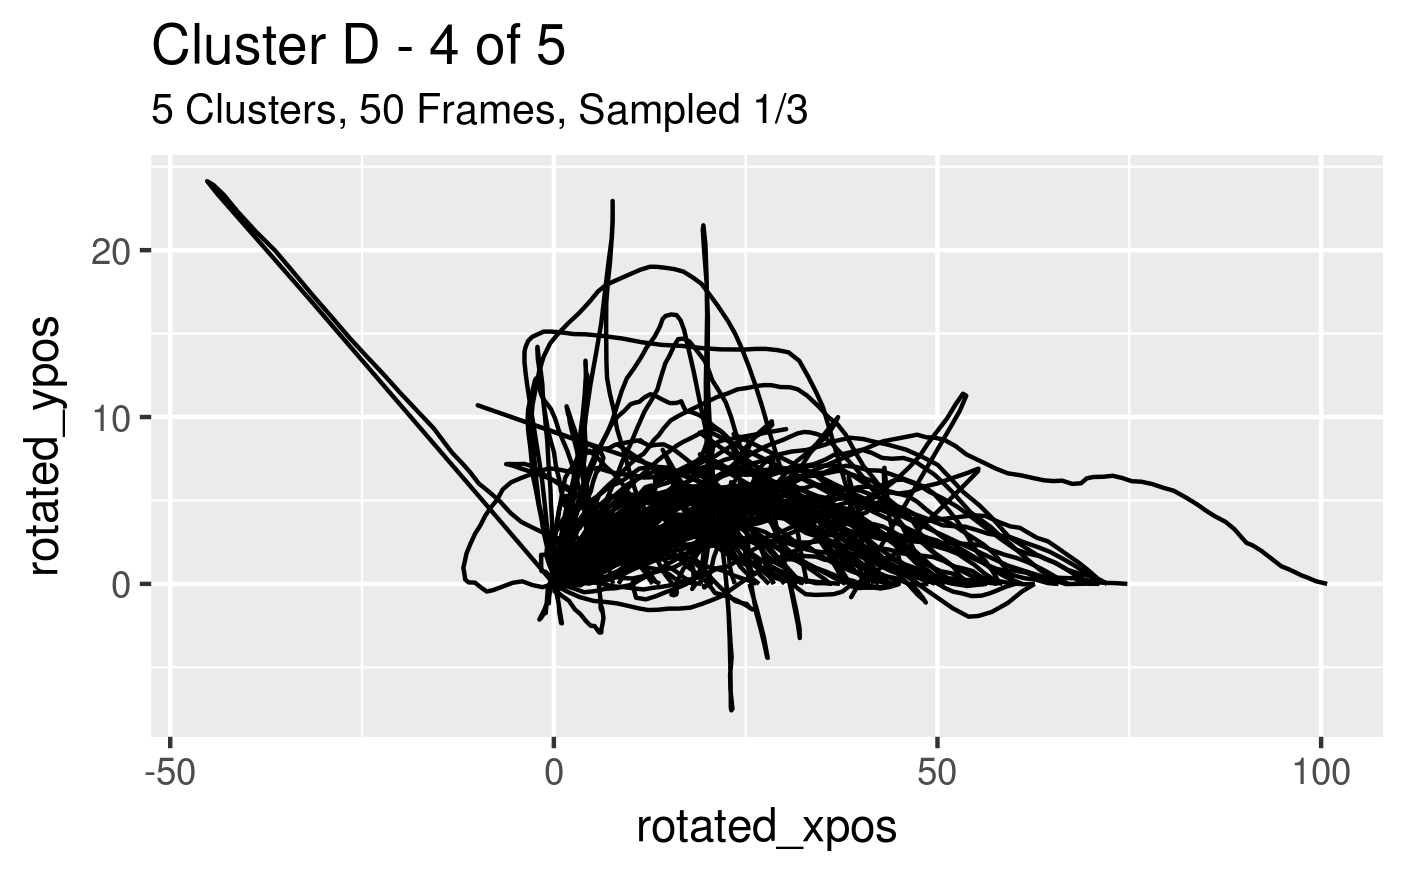 Cluster D - 4 of 5
5 Clusters, 50 Frames, Sampled 1/3
rotated_ypos
20
10
0
-50
0
50
100
rotated_xpos